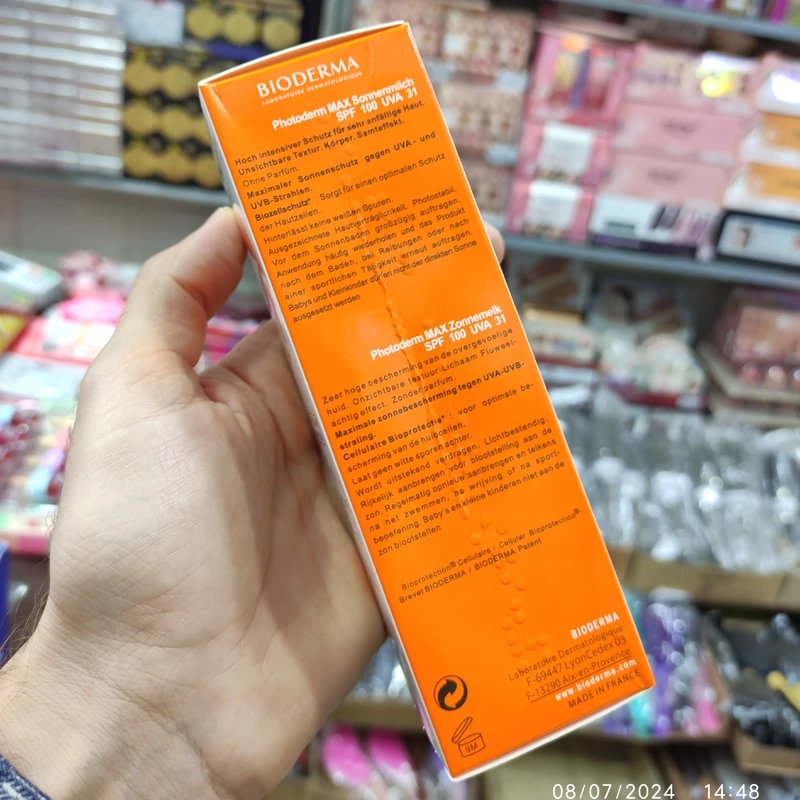 BIODERMA
LABORATOIRE DERMATOLOGIQUE
Photoderm MAX Sonnenmilch
SPF 100 UVA 31
Hoch intensiver Schutz für sehr anfällige Haut.
Unsichtbare Textur. Körper. Samteffekt.
Ohne Parfüm.
Maximaler Sonnenschutz gegen UVA - und
UVB-Strahlen.
Biozellschutz® Sorgt für einen optimalen Schutz
der Hautzellen.
Hinterlässt keine weißen Spuren.
Ausgezeichnete Hautverträglichkeit. Photostabil.
Vor dem Sonnenbaden großzügig auftragen.
Anwendung häufig wiederholen und das Produkt
nach dem Baden, bei Reibungen oder nach
einer sportlichen Tätigkeit erneut auftragen.
Babys und Kleinkinder dürfen nicht der direkten Sonne
ausgesetzt werden
Photoderm MAX Zonnemelk
SPF 100 UVA 31
Zeer hoge bescherming van de overgevoelige
huid. Onzichtbare textuur Lichaam Fluweel-
achtig effect. Zonder parfum.
Maximale zonnebescherming tegen UVA-UVB-
straling.
Cellulaire Bioprotectie® : voor optimale be-
scherming van de huidcellen.
Laat geen witte sporen achter.
Wordt uitstekend verdragen. Lichtbestendig.
Rijkelijk aanbrengen vóór blootstelling aan de
zon. Regelmatig opnieuw aanbrengen en telkens
na het zwemmen, na wrijving of na sport-
beoefening. Baby's en kleine kinderen niet aan de
zon blootstellen
Bioprotection® Cellulaire / Cellular Bioprotection®
Brevet BIODERMA / BIODERMA Patent
BIODERMA
Laboratoire Dermatologique
F-69447 Lyon Cedex 03
F-13290 Aix-en-Provence
www.bioderma.com
MADE IN FRANCE
9M
08/07/2024 14:48